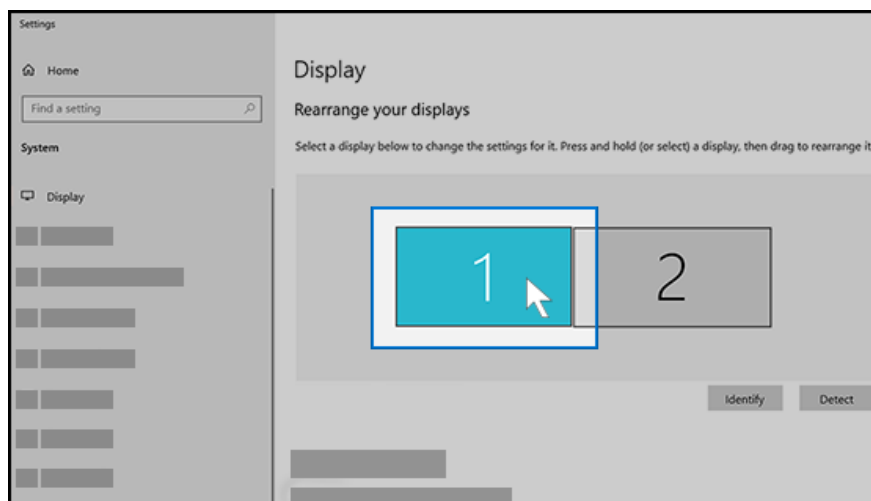 Settings
Home
Find a setting
System
Display
Display
Rearrange your displays
Select a display below to change the settings for it. Press and hold (or select) a display, then drag to rearrange it
1
2
Identify
Detect